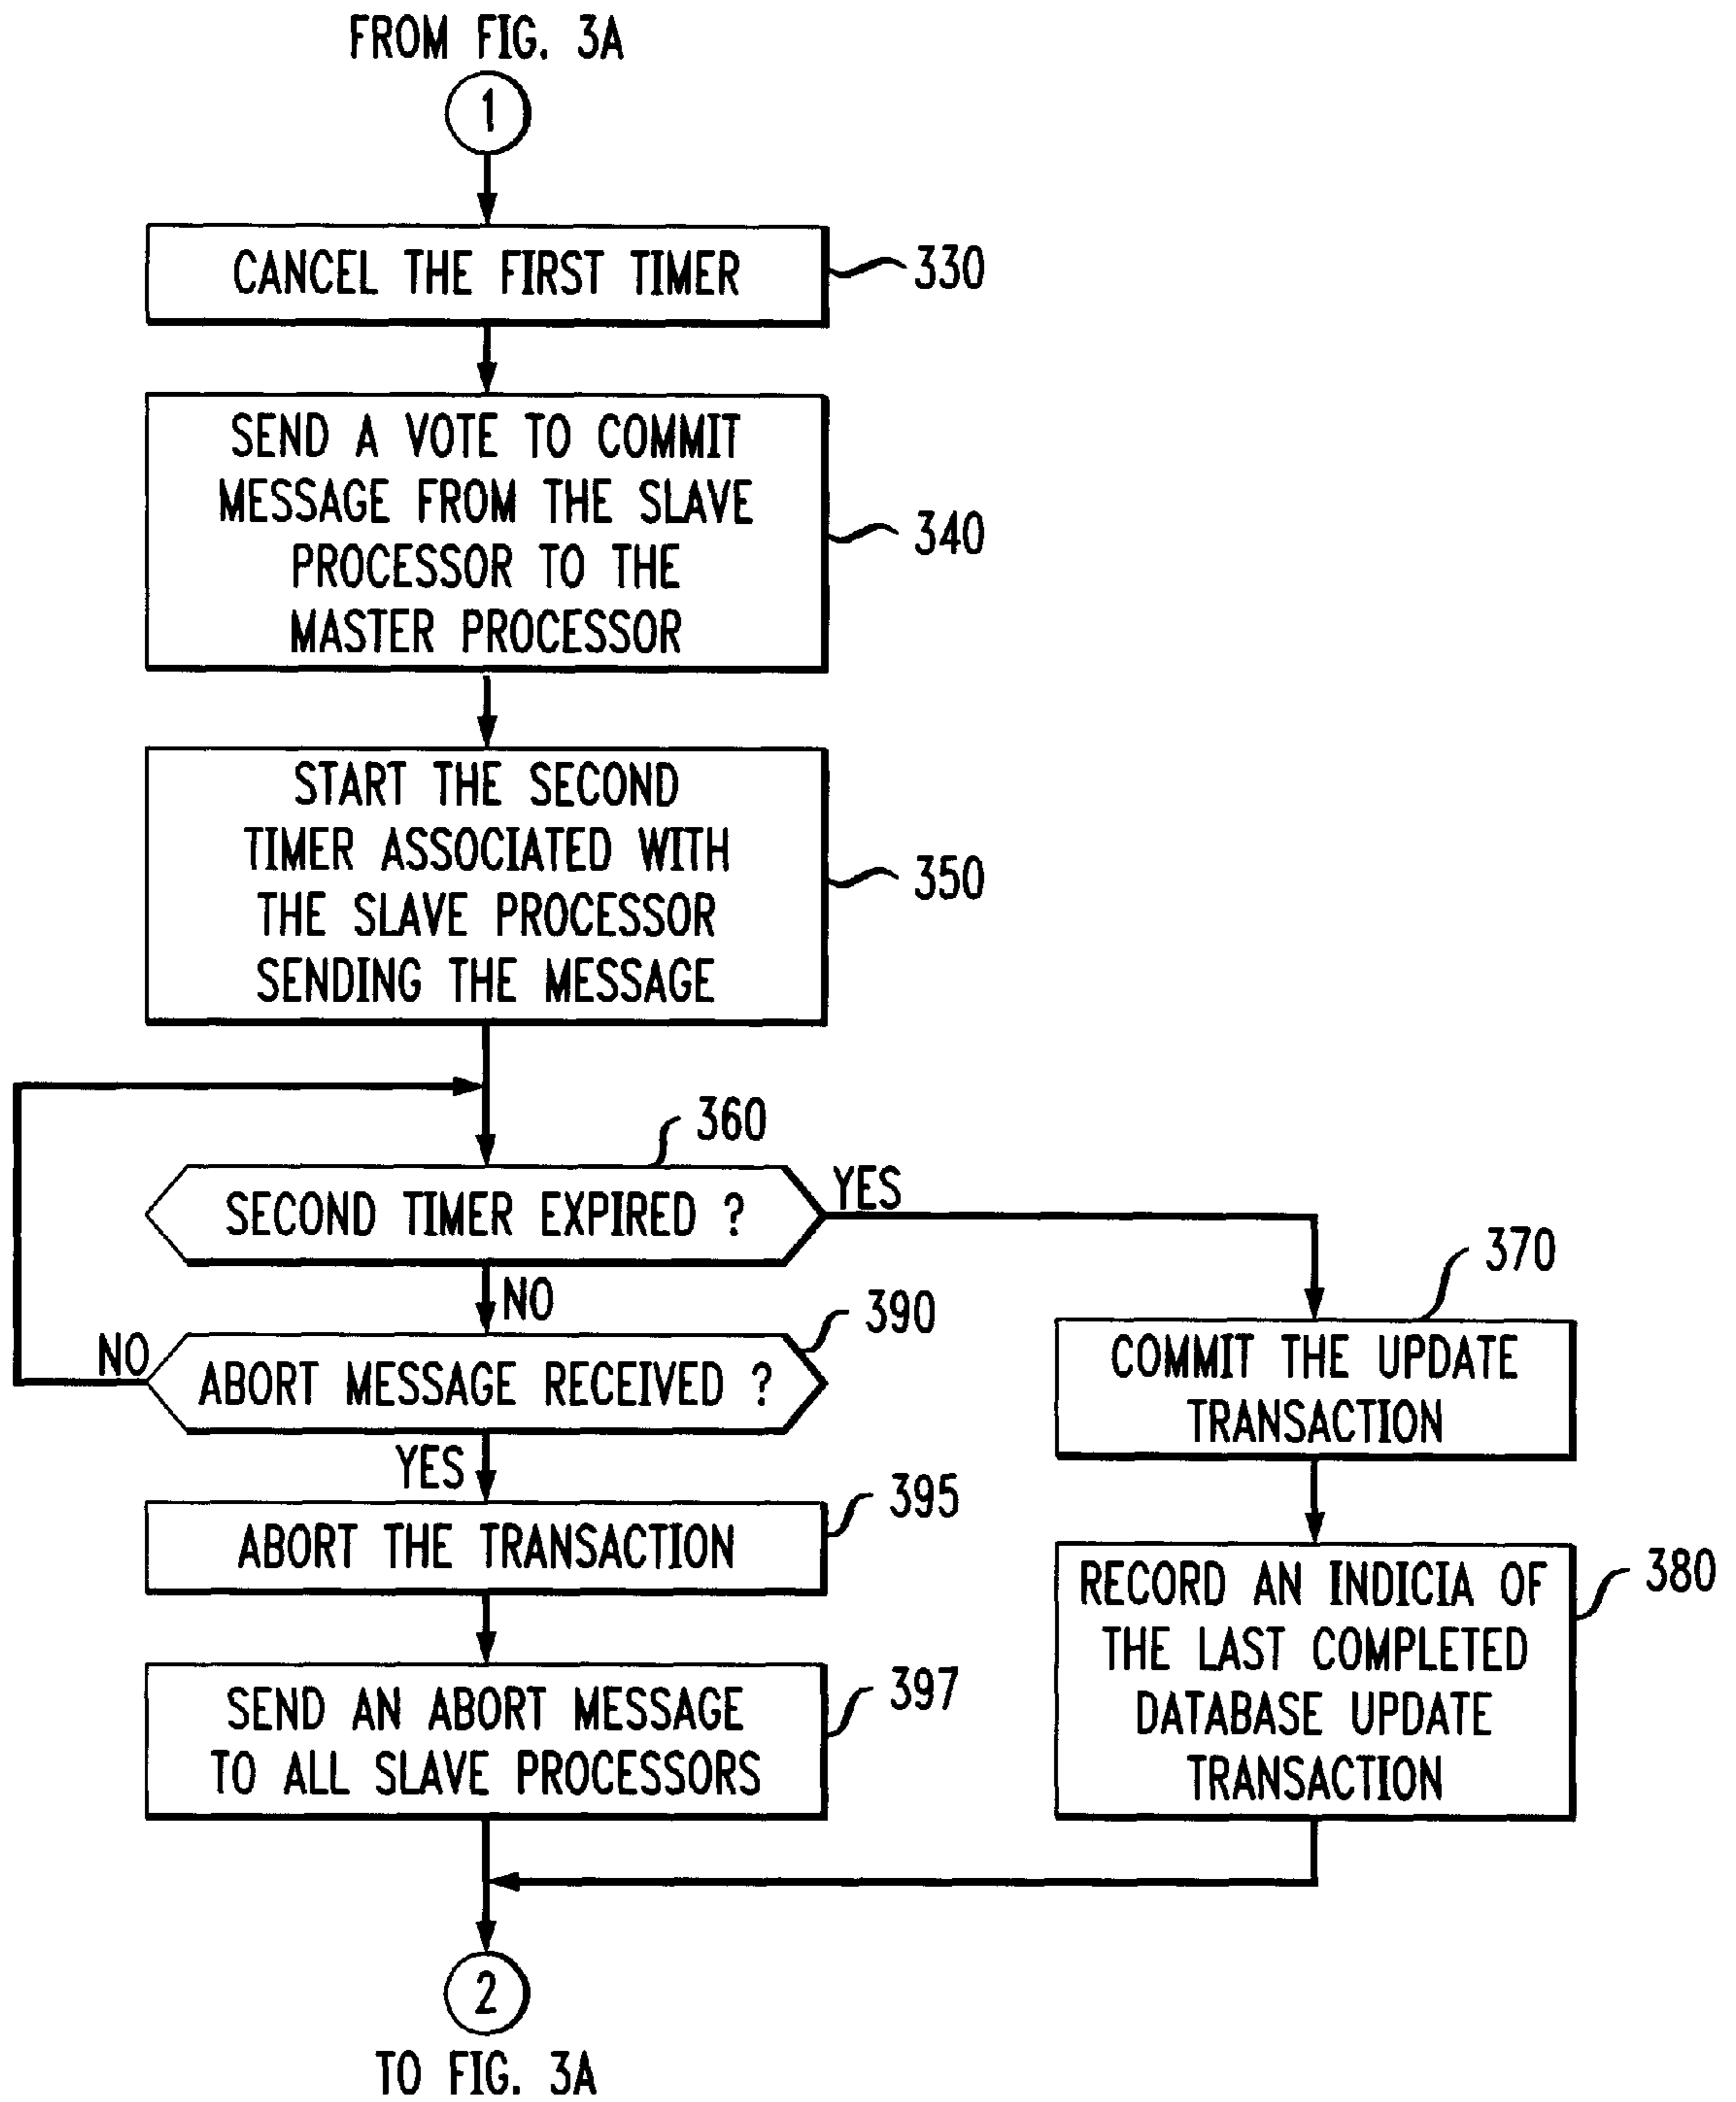 FROM FIG. 3A
1
CANCEL THE FIRST TIMER
330
SEND A VOTE TO COMMIT
MESSAGE FROM THE SLAVE
PROCESSOR TO THE
MASTER PROCESSOR
340
START THE SECOND
TIMER ASSOCIATED WITH
THE SLAVE PROCESSOR
SENDING THE MESSAGE
350
360
SECOND TIMER EXPIRED ?
YES
NO
370
COMMIT THE UPDATE
TRANSACTION
390
NO
ABORT MESSAGE RECEIVED ?
YES
395
ABORT THE TRANSACTION
380
RECORD AN INDICIA OF
THE LAST COMPLETED
DATABASE UPDATE
TRANSACTION
397
SEND AN ABORT MESSAGE
TO ALL SLAVE PROCESSORS
2
TO FIG. 3A